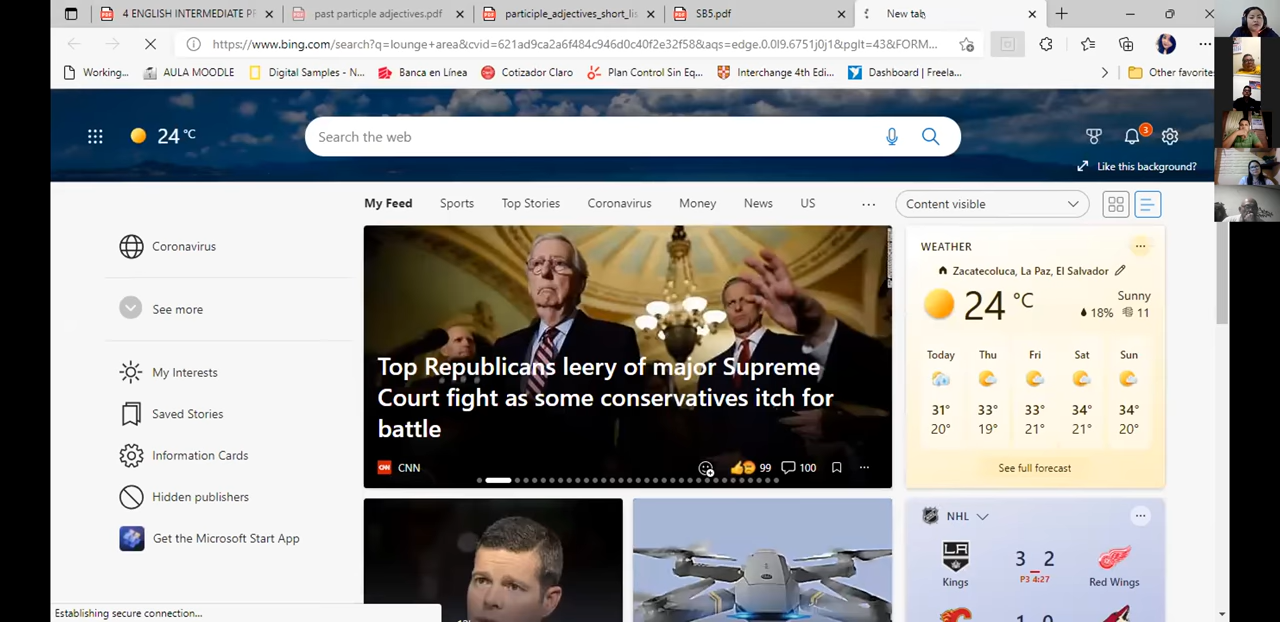 4 ENGLISH INTERMEDIATE PR
past participle adjectives.pdf
participle_adjectives_short_lis
SB5.pdf
New tab
https://www.bing.com/search?q=lounge+area&cvid=621ad9ca2a6f484c946d0c40f2e32f58&aqs=edge.0.0l9.6751j0j1&pglt=43&FORM...
Working...
AULA MOODLE
Digital Samples - N...
Banca en Línea
Cotizador Claro
Plan Control Sin Eq...
Interchange 4th Edi...
Dashboard | Freela...
Other favorites
24 °C
Search the web
3
Like this background?
My Feed
Sports
Top Stories
Coronavirus
Money
News
US
...
Content visible
Coronavirus
See more
My Interests
Saved Stories
Information Cards
Hidden publishers
Get the Microsoft Start App
Top Republicans leery of major Supreme
Court fight as some conservatives itch for
battle
CNN
99
100
WEATHER
Zacatecoluca, La Paz, El Salvador
24 °C
Sunny
18% 11
Today Thu Fri Sat Sun
31° 33° 33° 34° 34°
20° 19° 21° 21° 20°
See full forecast
NHL
3 _ 2
P3 4:27
Kings
Red Wings
1 0
Establishing secure connection...